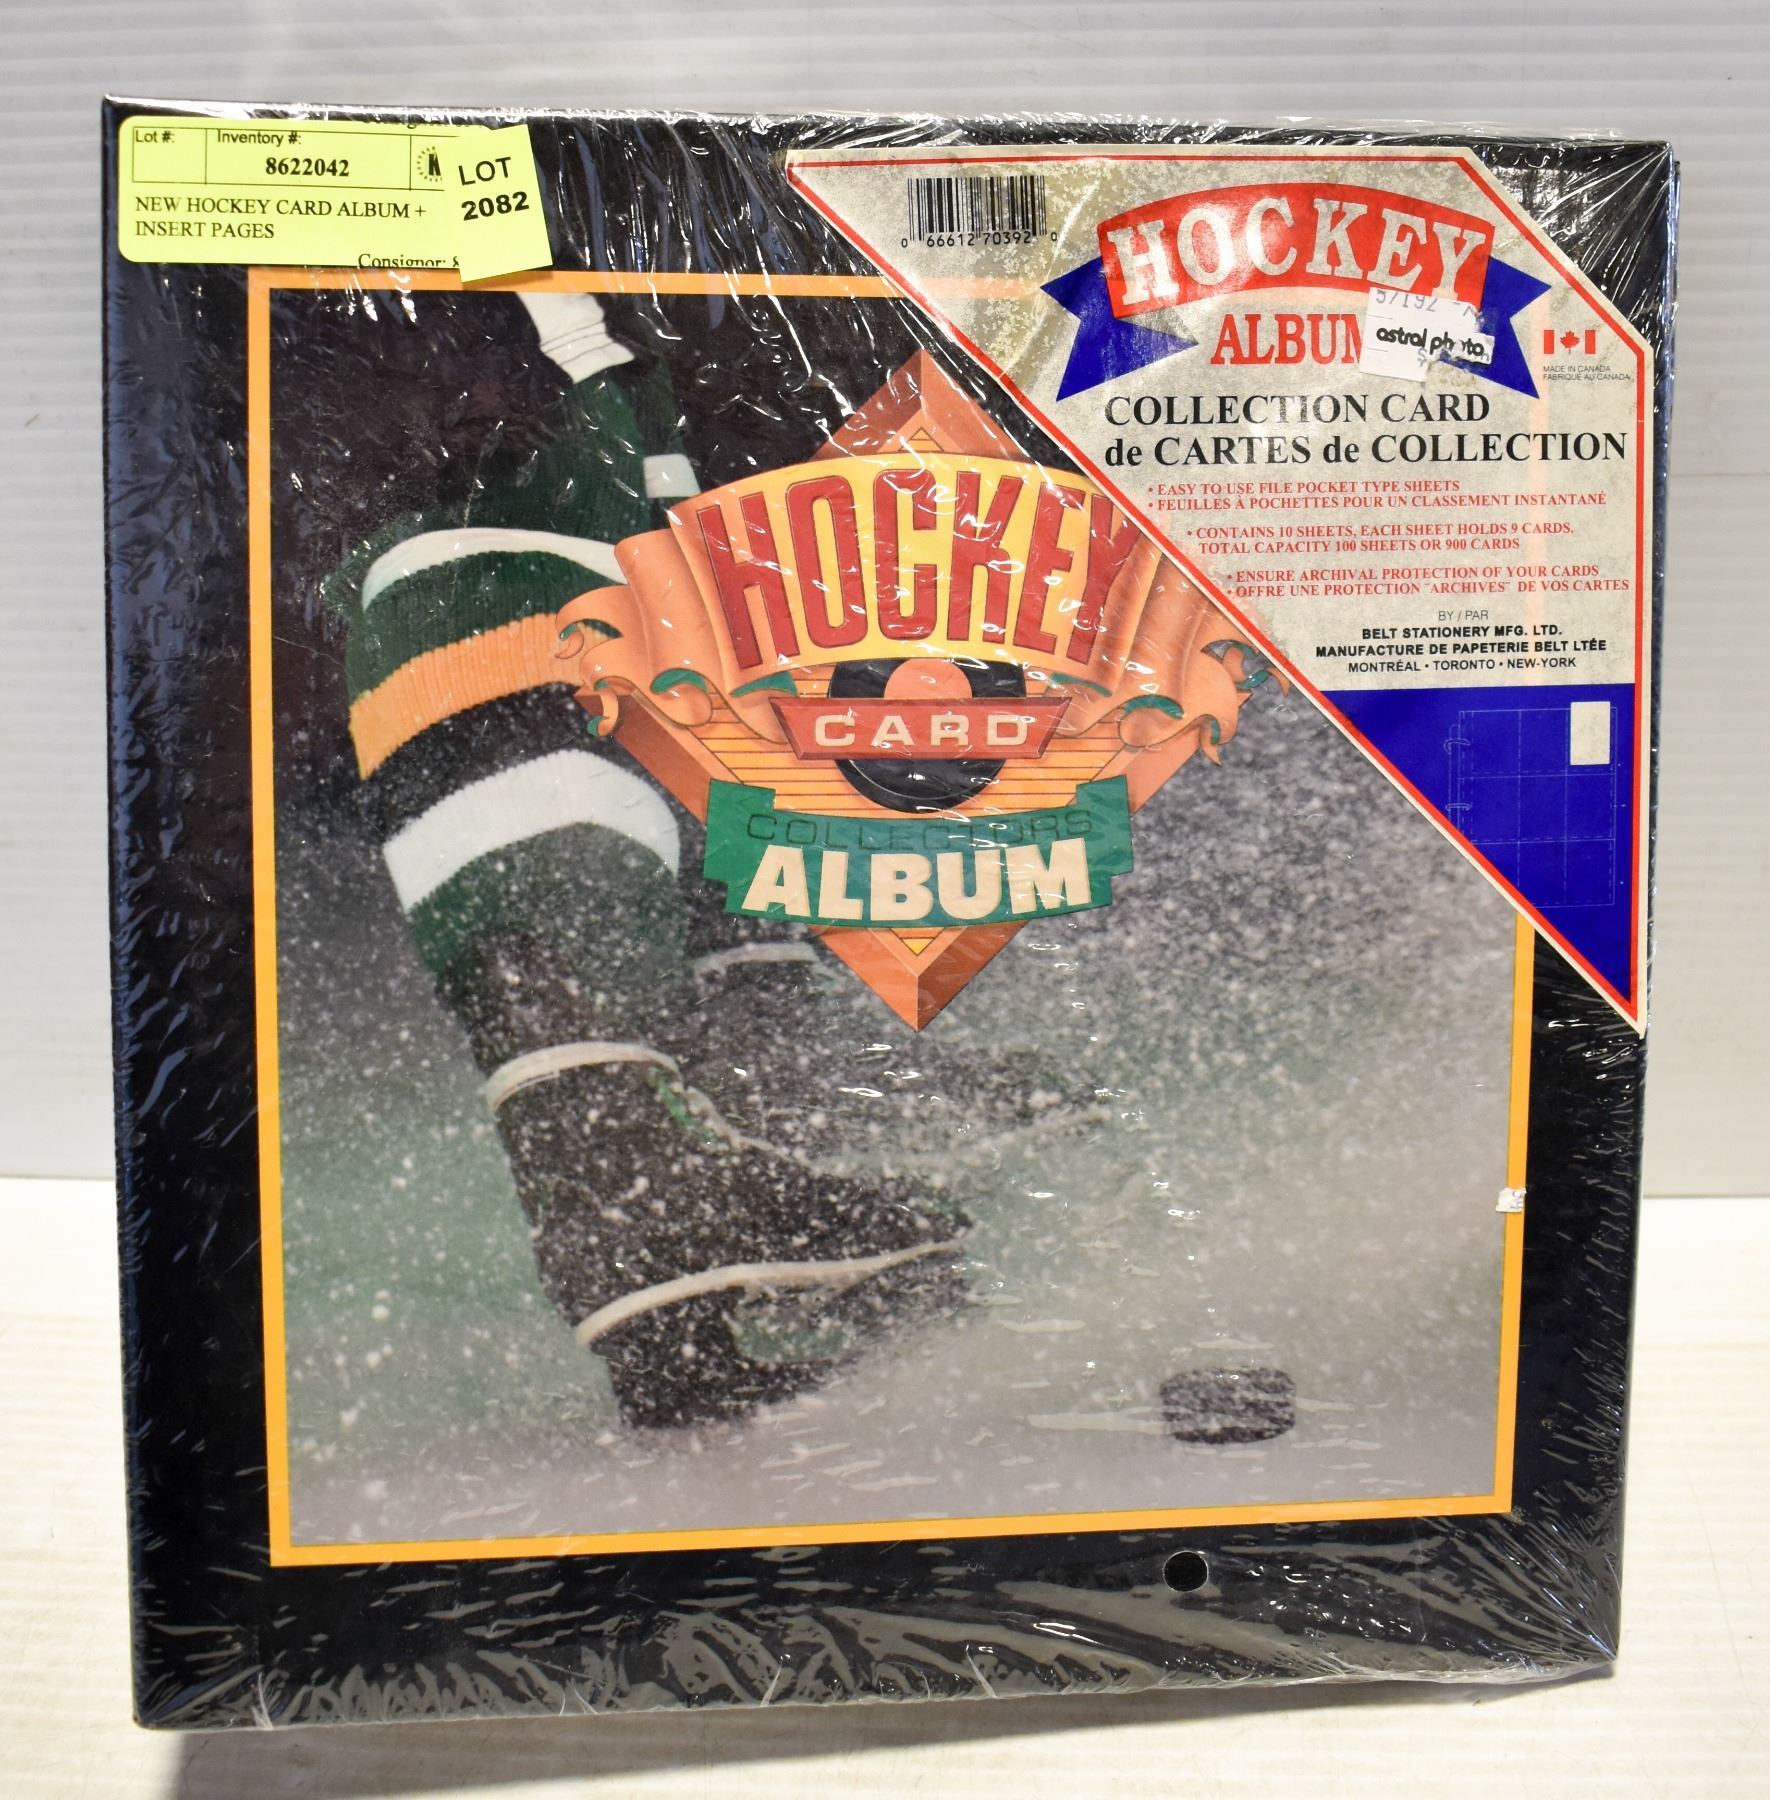 Lot #:
Inventory #:
8622042
LOT
2082
NEW HOCKEY CARD ALBUM +
INSERT PAGES
Consignor:
0 66612 70392 0
HOCKEY
ALBUM
astral photo
MADE IN CANADA
FABRIQUÉ AU CANADA
COLLECTION CARD
de CARTES de COLLECTION
• EASY TO USE FILE POCKET TYPE SHEETS
• FEUILLES À POCHETTES POUR UN CLASSEMENT INSTANTANÉ
• CONTAINS 10 SHEETS, EACH SHEET HOLDS 9 CARDS.
TOTAL CAPACITY 100 SHEETS OR 900 CARDS
• ENSURE ARCHIVAL PROTECTION OF YOUR CARDS
• OFFRE UNE PROTECTION "ARCHIVES" DE VOS CARTES
BY / PAR
BELT STATIONERY MFG. LTD.
MANUFACTURE DE PAPETERIE BELT LTÉE
MONTRÉAL • TORONTO • NEW-YORK
HOCKEY
CARD
COLLECTORS
ALBUM